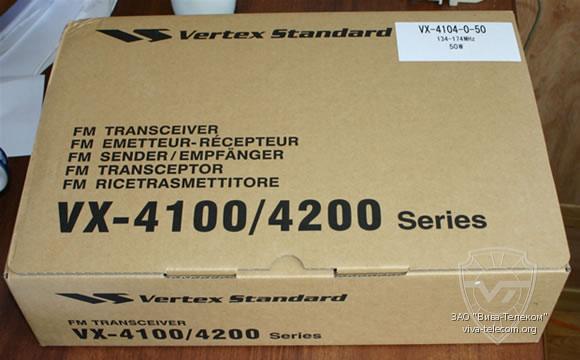 Vertex Standard
VX-4104-0-50
134-174MHz
50W
FM TRANSCEIVER
FM EMETTEUR-RÉCEPTEUR
FM SENDER/EMPFÄNGER
FM TRANSCEPTOR
FM RICETRASMETTITORE
VX-4100/4200 Series
Vertex Standard
FM TRANSCEIVER
VX-4100/4200 Series
ЗАО "Вива-Телеком"
viva-telecom.org